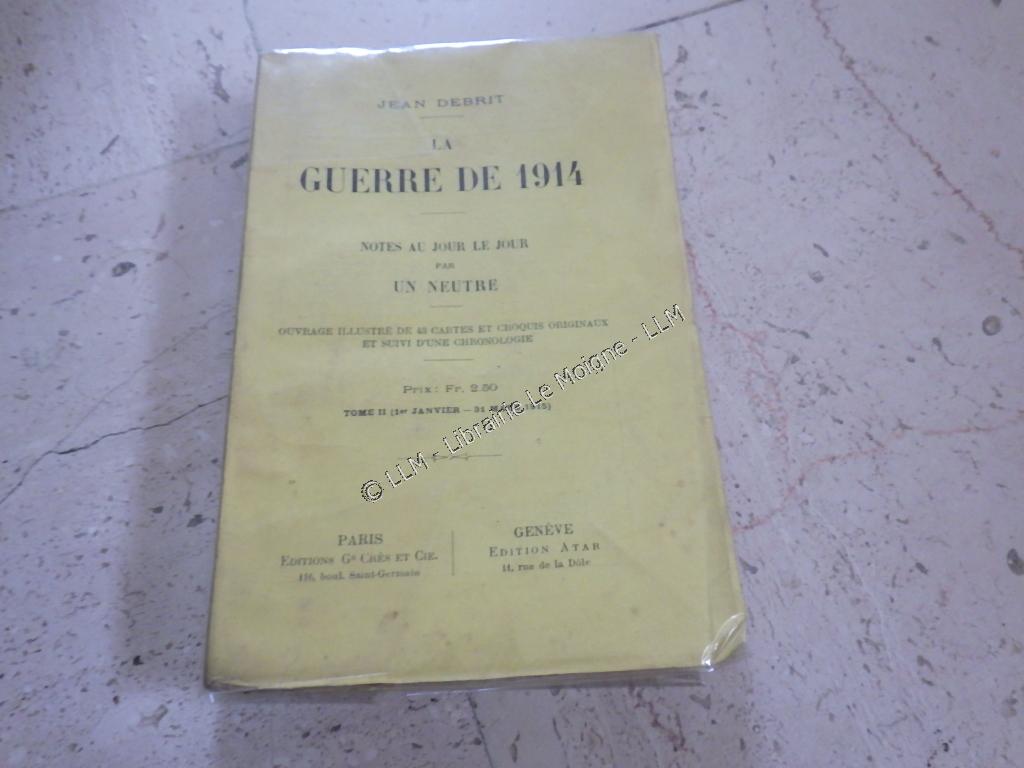 JEAN DEBRIT
LA
GUERRE DE 1914
NOTES AU JOUR LE JOUR
PAR
UN NEUTRE
OUVRAGE ILLUSTRÉ DE 43 CARTES ET CROQUIS ORIGINAUX
ET SUIVI D'UNE CHRONOLOGIE
Prix: Fr. 2.50
TOME II (1er JANVIER — 31 1915)
© LLM - Librairie Le Moigne - LLM
PARIS
EDITIONS Gs CRÈS ET CIE.
116, boul. Saint-Germain
GENÈVE
EDITION ATAR
11, rue de la Dôle